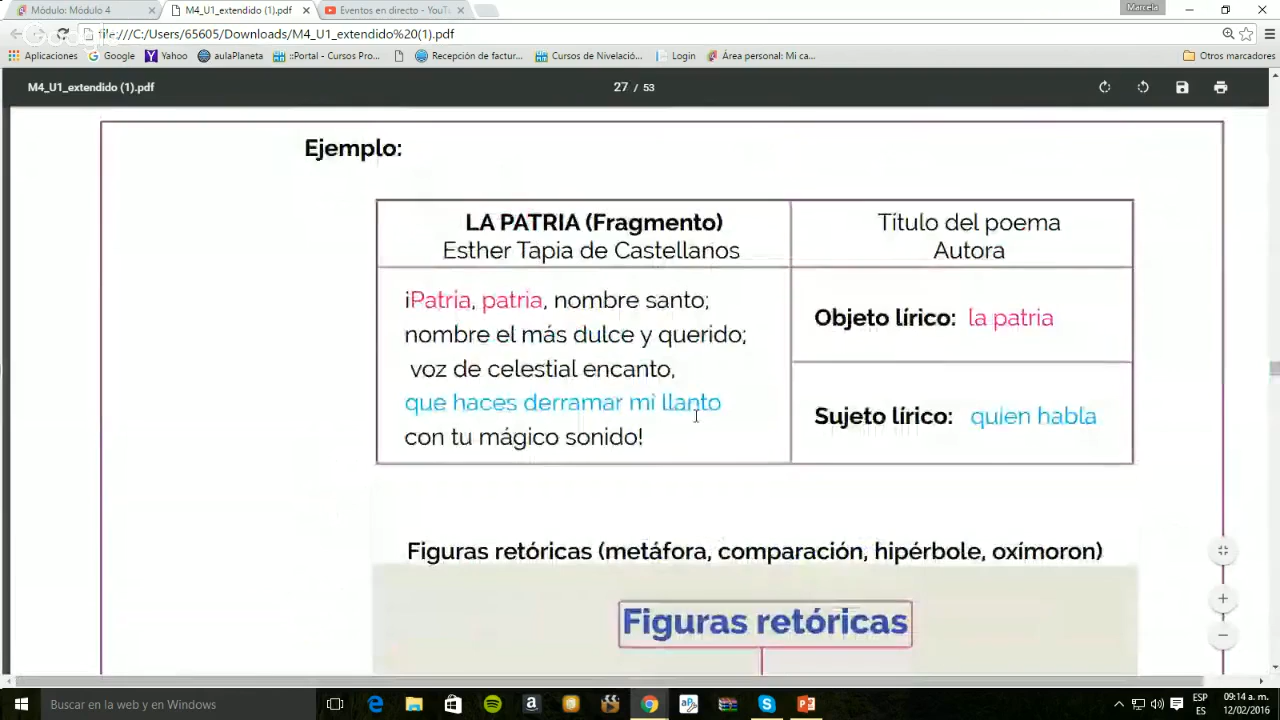 Módulo: Módulo 4
M4_U1_extendido (1).pdf
Eventos en directo - YouT
Marcela
Google
file:///C:/Users/65605/Downloads/M4_U1_extendido%20(1).pdf
Aplicaciones
Google
Yahoo
aulaPlaneta
::Portal - Cursos Pro...
Recepción de factur...
Cursos de Nivelació...
Login
Área personal: Mi ca...
Otros marcadores
M4_U1_extendido (1).pdf
27 / 53
Ejemplo:
LA PATRIA (Fragmento)
Esther Tapia de Castellanos
Título del poema
Autora
¡Patria, patria, nombre santo;
nombre el más dulce y querido;
voz de celestial encanto,
que haces derramar mi llanto
con tu mágico sonido!
Objeto lírico: la patria
Sujeto lírico: quien habla
Figuras retóricas (metáfora, comparación, hipérbole, oxímoron)
Figuras retóricas
Buscar en la web y en Windows
ESP
ES
09:14 a. m.
12/02/2016